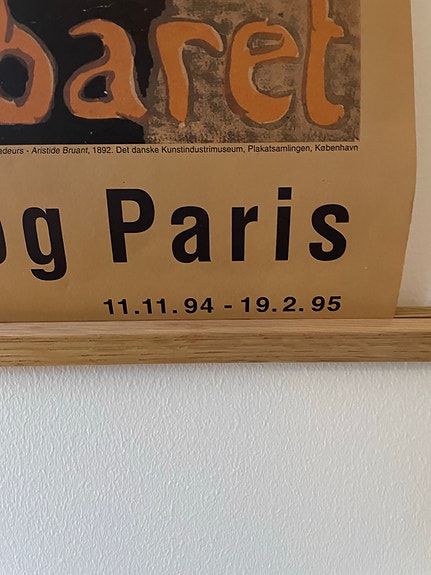 baret
adeurs - Aristide Bruant, 1892. Det danske Kunstindustrimuseum, Plakatsamlingen, København
og Paris
11.11.94 - 19.2.95